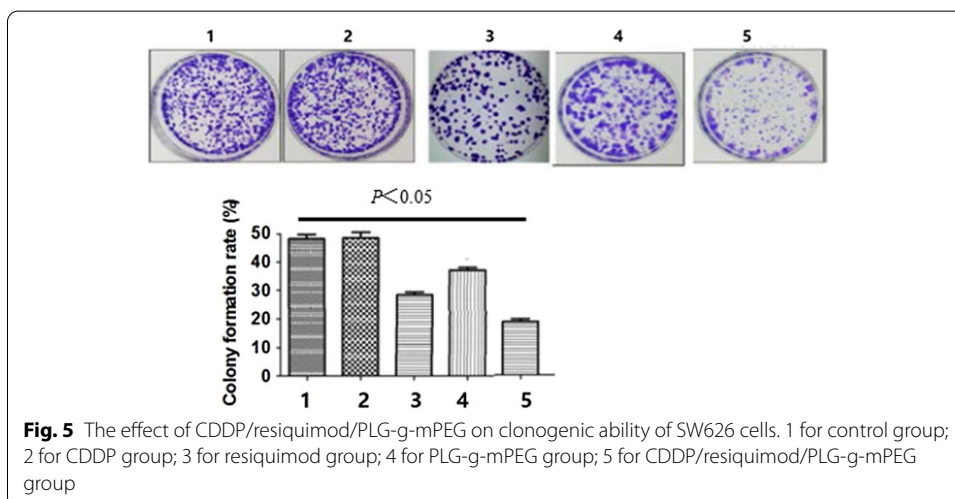 1 2 3 4 5
P<0.05
Colony formation rate (%)
50
40
30
20
10
0
1 2 3 4 5
Fig. 5 The effect of CDDP/resiquimod/PLG-g-mPEG on clonogenic ability of SW626 cells. 1 for control group;
2 for CDDP group; 3 for resiquimod group; 4 for PLG-g-mPEG group; 5 for CDDP/resiquimod/PLG-g-mPEG
group